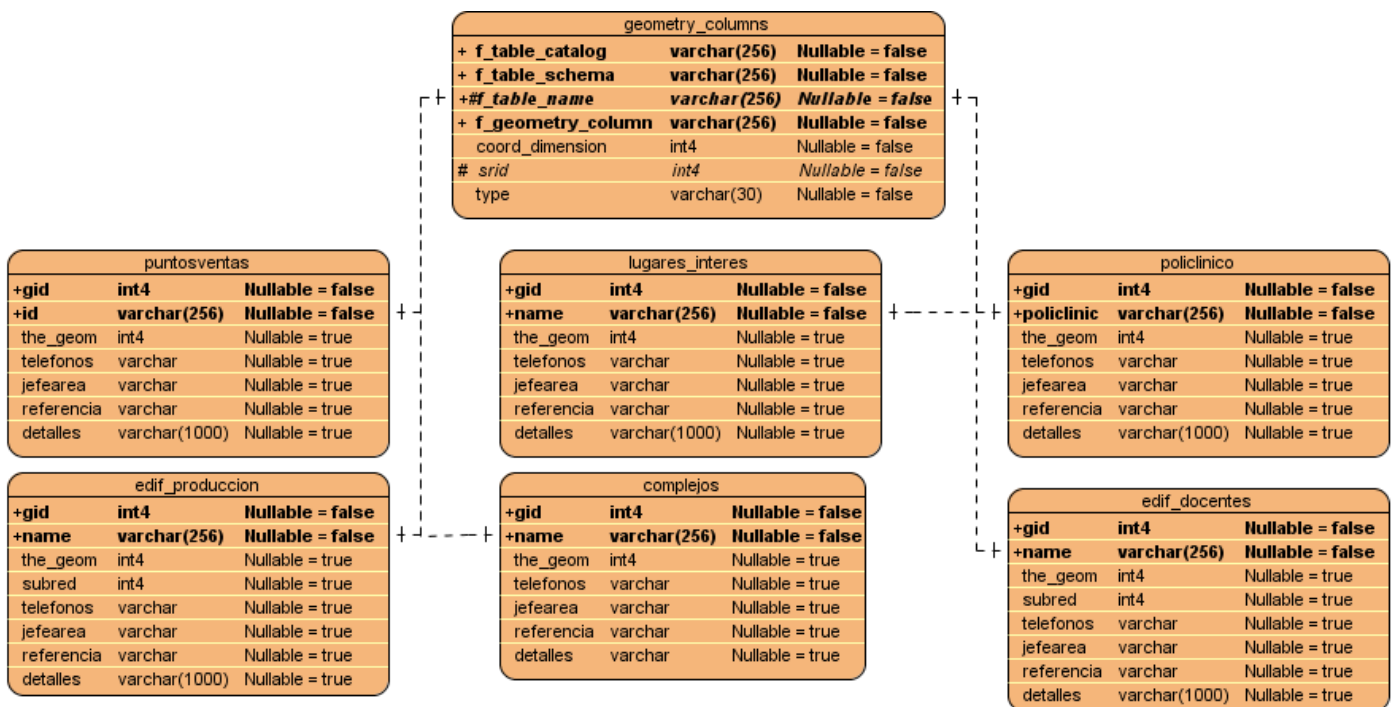 geometry_columns
+ f_table_catalog varchar(256) Nullable = false
+ f_table_schema varchar(256) Nullable = false
+#f_table_name varchar(256) Nullable = false
+ f_geometry_column varchar(256) Nullable = false
coord_dimension int4 Nullable = false
# srid int4 Nullable = false
type varchar(30) Nullable = false
puntosventas
+gid int4 Nullable = false
+id varchar(256) Nullable = false
the_geom int4 Nullable = true
telefonos varchar Nullable = true
jefearea varchar Nullable = true
referencia varchar Nullable = true
detalles varchar(1000) Nullable = true
lugares_interes
+gid int4 Nullable = false
+name varchar(256) Nullable = false
the_geom int4 Nullable = true
telefonos varchar Nullable = true
jefearea varchar Nullable = true
referencia varchar Nullable = true
detalles varchar(1000) Nullable = true
policlinico
+gid int4 Nullable = false
+policlinic varchar(256) Nullable = false
the_geom int4 Nullable = true
telefonos varchar Nullable = true
jefearea varchar Nullable = true
referencia varchar Nullable = true
detalles varchar(1000) Nullable = true
edif_produccion
+gid int4 Nullable = false
+name varchar(256) Nullable = false
the_geom int4 Nullable = true
subred int4 Nullable = true
telefonos varchar Nullable = true
jefearea varchar Nullable = true
referencia varchar Nullable = true
detalles varchar(1000) Nullable = true
complejos
+gid int4 Nullable = false
+name varchar(256) Nullable = false
the_geom int4 Nullable = true
telefonos varchar Nullable = true
jefearea varchar Nullable = true
referencia varchar Nullable = true
detalles varchar Nullable = true
edif_docentes
+gid int4 Nullable = false
+name varchar(256) Nullable = false
the_geom int4 Nullable = true
subred int4 Nullable = true
telefonos varchar Nullable = true
jefearea varchar Nullable = true
referencia varchar Nullable = true
detalles varchar(1000) Nullable = true